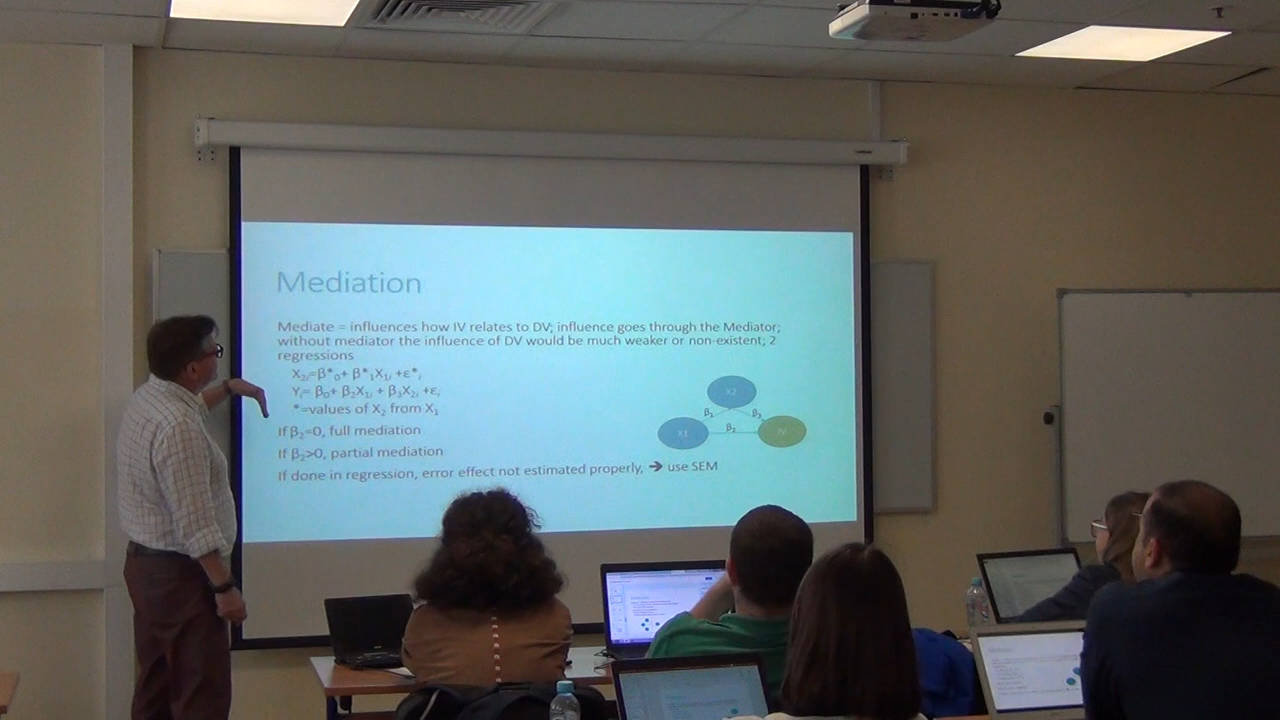 Mediation
Mediate = influences how IV relates to DV; influence goes through the Mediator;
without mediator the influence of DV would be much weaker or non-existent; 2
regressions
X₂ᵢ=β*₀+ β*₁X₁ᵢ +ε*ᵢ
Yᵢ= β₀+ β₂X₁ᵢ + β₃X₂ᵢ +εᵢ
*=values of X₂ from X₁
If β₂=0, full mediation
If β₂>0, partial mediation
If done in regression, error effect not estimated properly, ➔ use SEM
X2
β₁
β₃
X1
β₂